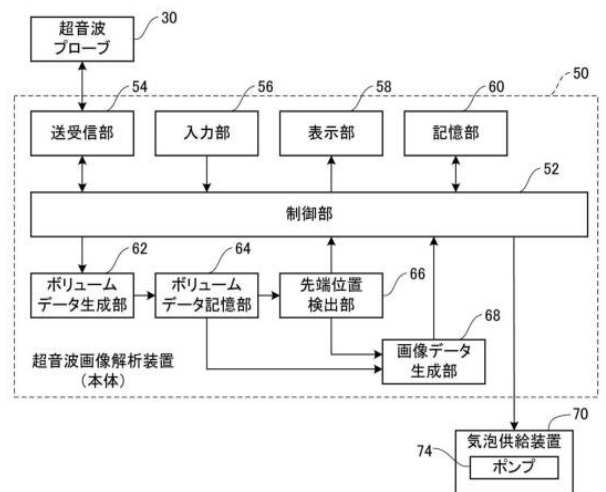 超音波
プローブ
30
50
54
56
58
60
送受信部
入力部
表示部
記憶部
52
制御部
62
64
66
ボリューム
データ生成部
ボリューム
データ記憶部
先端位置
検出部
68
画像データ
生成部
超音波画像解析装置
（本体）
70
気泡供給装置
74
ポンプ